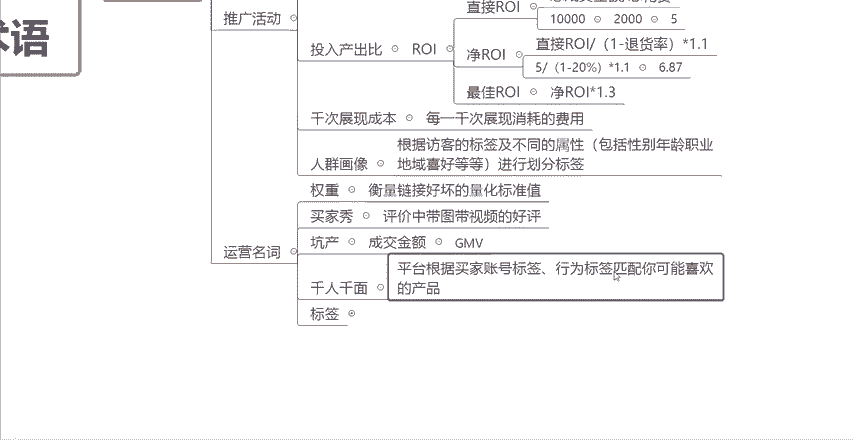 术语
推广活动
投入产出比
ROI
直接ROI
10000
2000
5
净ROI
直接ROI/（1-退货率）*1.1
5/（1-20%）*1.1
6.87
最佳ROI
净ROI*1.3
千次展现成本
每一千次展现消耗的费用
人群画像
根据访客的标签及不同的属性（包括性别年龄职业
地域喜好等等）进行划分标签
运营名词
权重
衡量链接好坏的量化标准值
买家秀
评价中带图带视频的好评
坑产
成交金额
GMV
千人千面
平台根据买家账号标签、行为标签匹配你可能喜欢
的产品
标签